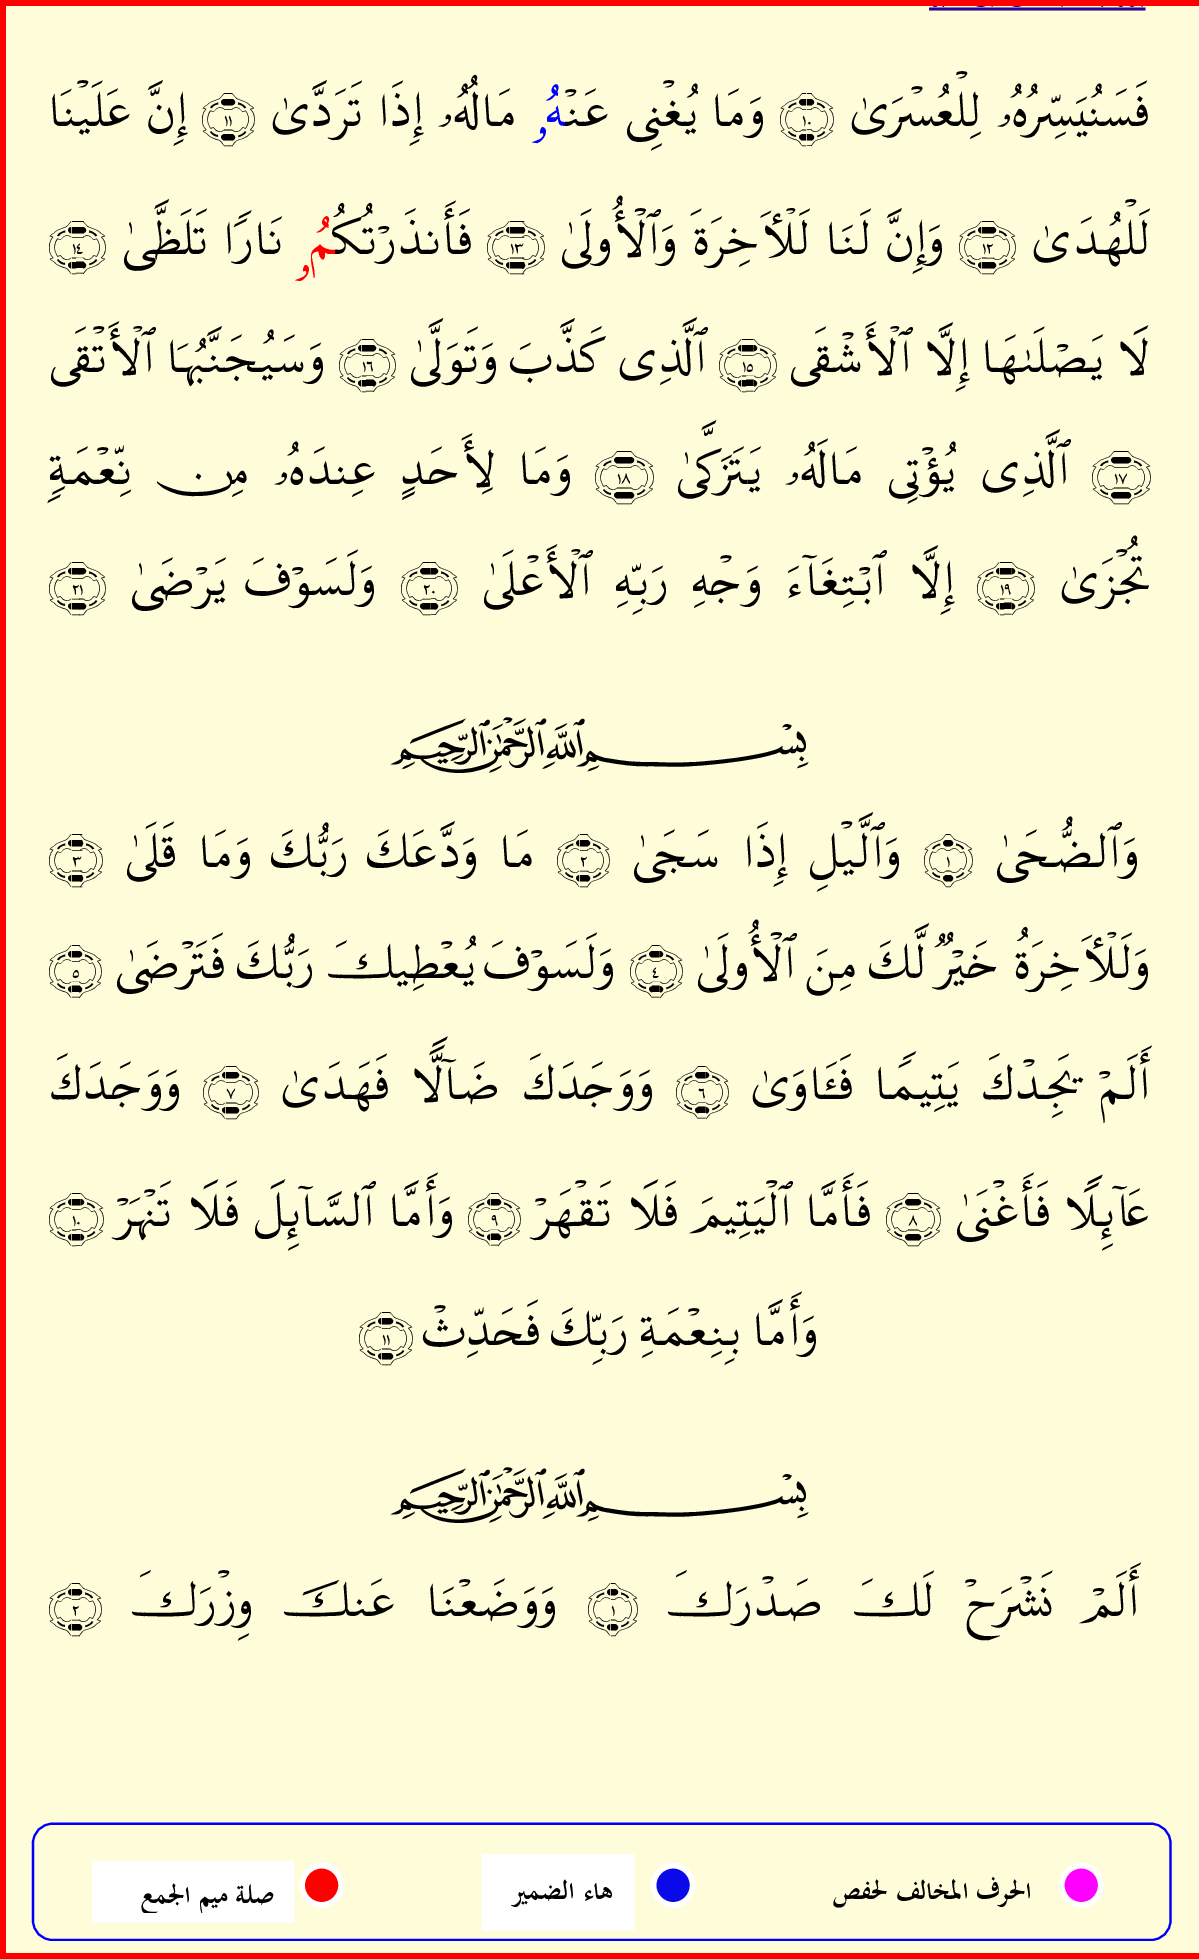 فَسَنُيَسِّرُهُۥ لِلْعُسْرَىٰ ١٠ وَمَا يُغْنِى عَنْهُۥ مَالُهُۥ إِذَا تَرَدَّىٰ ١١ إِنَّ عَلَيْنَا
لَلْهُدَىٰ ١٢ وَإِنَّ لَنَا لَلْأَخِرَةَ وَٱلْأُولَىٰ ١٣ فَأَنذَرْتُكُمُۥ نَارًا تَلَظَّىٰ ١٤
لَا يَصْلَىٰهَا إِلَّا ٱلْأَشْقَى ١٥ ٱلَّذِى كَذَّبَ وَتَوَلَّىٰ ١٦ وَسَيُجَنَّبُهَا ٱلْأَتْقَى
١٧ ٱلَّذِى يُؤْتِى مَالَهُۥ يَتَزَكَّىٰ ١٨ وَمَا لِأَحَدٍ عِندَهُۥ مِن نِّعْمَةٍ
تُجْزَىٰ ١٩ إِلَّا ٱبْتِغَآءَ وَجْهِ رَبِّهِ ٱلْأَعْلَىٰ ٢٠ وَلَسَوْفَ يَرْضَىٰ ٢١
بِسْمِ ٱللَّهِ ٱلرَّحْمَٰنِ ٱلرَّحِيمِ
وَٱلضُّحَىٰ ١ وَٱلَّيْلِ إِذَا سَجَىٰ ٢ مَا وَدَّعَكَ رَبُّكَ وَمَا قَلَىٰ ٣
وَلَلْأَخِرَةُ خَيْرٌ لَّكَ مِنَ ٱلْأُولَىٰ ٤ وَلَسَوْفَ يُعْطِيكَ رَبُّكَ فَتَرْضَىٰ ٥
أَلَمْ يَجِدْكَ يَتِيمًا فَـَٔاوَىٰ ٦ وَوَجَدَكَ ضَآلًّا فَهَدَىٰ ٧ وَوَجَدَكَ
عَآئِلًا فَأَغْنَىٰ ٨ فَأَمَّا ٱلْيَتِيمَ فَلَا تَقْهَرْ ٩ وَأَمَّا ٱلسَّآئِلَ فَلَا تَنْهَرْ ١٠
وَأَمَّا بِنِعْمَةِ رَبِّكَ فَحَدِّثْ ١١
بِسْمِ ٱللَّهِ ٱلرَّحْمَٰنِ ٱلرَّحِيمِ
أَلَمْ نَشْرَحْ لَكَ صَدْرَكَ ١ وَوَضَعْنَا عَنكَ وِزْرَكَ ٢
الحرف المخالف لحفص هاء الضمير صلة ميم الجمع